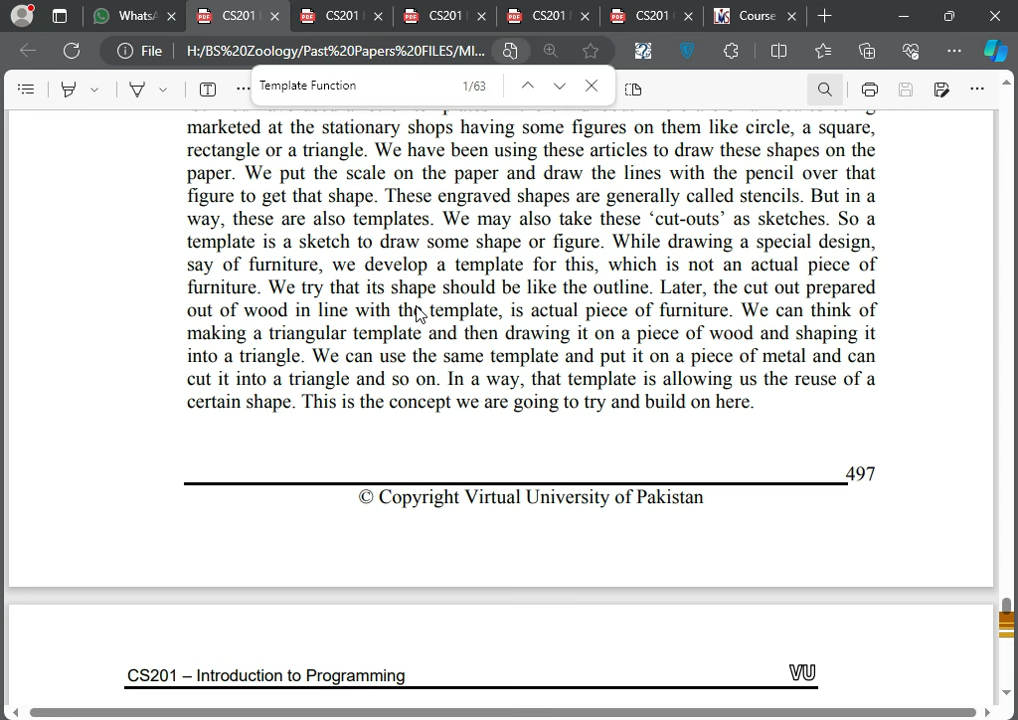 Whats
CS201
CS201
CS201
CS201
CS201
Course
File
H:/BS%20Zoology/Past%20Papers%20FILES/MI...
Template Function
1/63
marketed at the stationary shops having some figures on them like circle, a square,
rectangle or a triangle. We have been using these articles to draw these shapes on the
paper. We put the scale on the paper and draw the lines with the pencil over that
figure to get that shape. These engraved shapes are generally called stencils. But in a
way, these are also templates. We may also take these ‘cut-outs’ as sketches. So a
template is a sketch to draw some shape or figure. While drawing a special design,
say of furniture, we develop a template for this, which is not an actual piece of
furniture. We try that its shape should be like the outline. Later, the cut out prepared
out of wood in line with the template, is actual piece of furniture. We can think of
making a triangular template and then drawing it on a piece of wood and shaping it
into a triangle. We can use the same template and put it on a piece of metal and can
cut it into a triangle and so on. In a way, that template is allowing us the reuse of a
certain shape. This is the concept we are going to try and build on here.
497
© Copyright Virtual University of Pakistan
CS201 – Introduction to Programming
VU